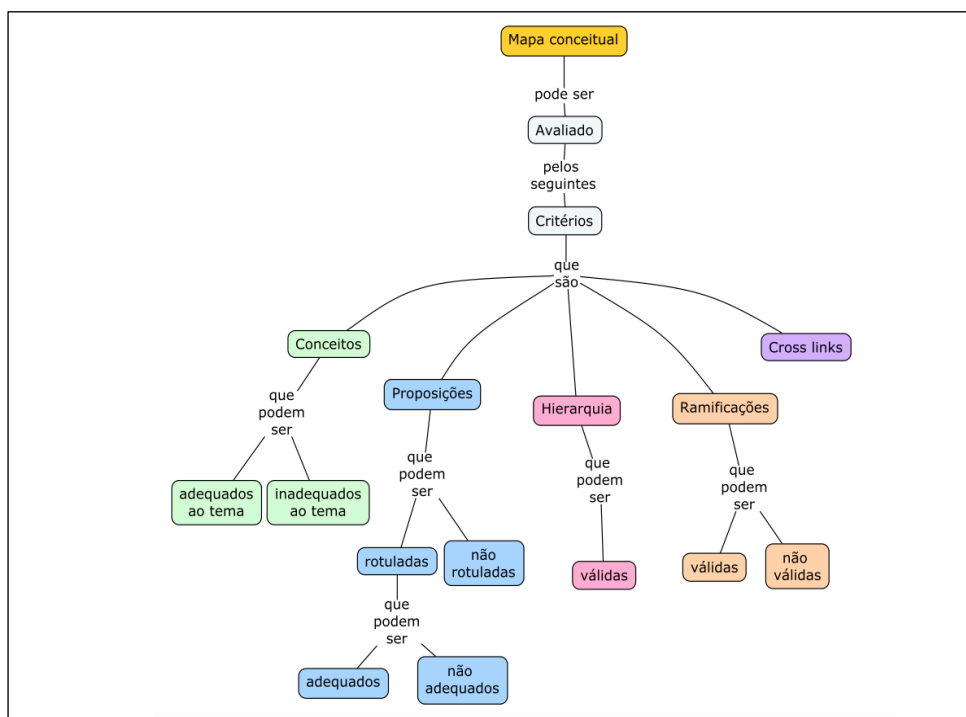 Mapa conceitual
pode ser
Avaliado
pelos
seguintes
Critérios
que
são
Conceitos
Cross links
Proposições
Hierarquia
Ramificações
que
podem
ser
que
podem
ser
que
podem
ser
que
podem
ser
adequados
ao tema
inadequados
ao tema
rotuladas
não
rotuladas
válidas
válidas
não
válidas
que
podem
ser
adequados
não
adequados